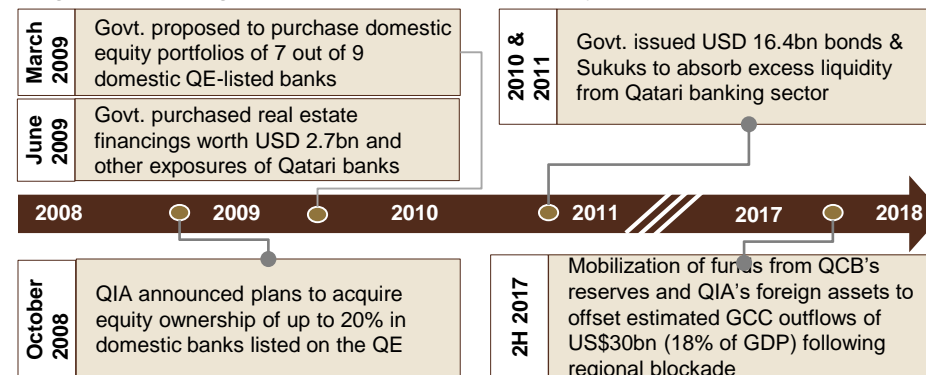 March
2009
Govt. proposed to purchase domestic
equity portfolios of 7 out of 9
domestic QE-listed banks
June
2009
Govt. purchased real estate
financings worth USD 2.7bn and
other exposures of Qatari banks
2010 &
2011
Govt. issued USD 16.4bn bonds &
Sukuks to absorb excess liquidity
from Qatari banking sector
2008 2009 2010 2011 2017 2018
October
2008
QIA announced plans to acquire
equity ownership of up to 20% in
domestic banks listed on the QE
2H 2017
Mobilization of funds from QCB's
reserves and QIA's foreign assets to
offset estimated GCC outflows of
US$30bn (18% of GDP) following
regional blockade